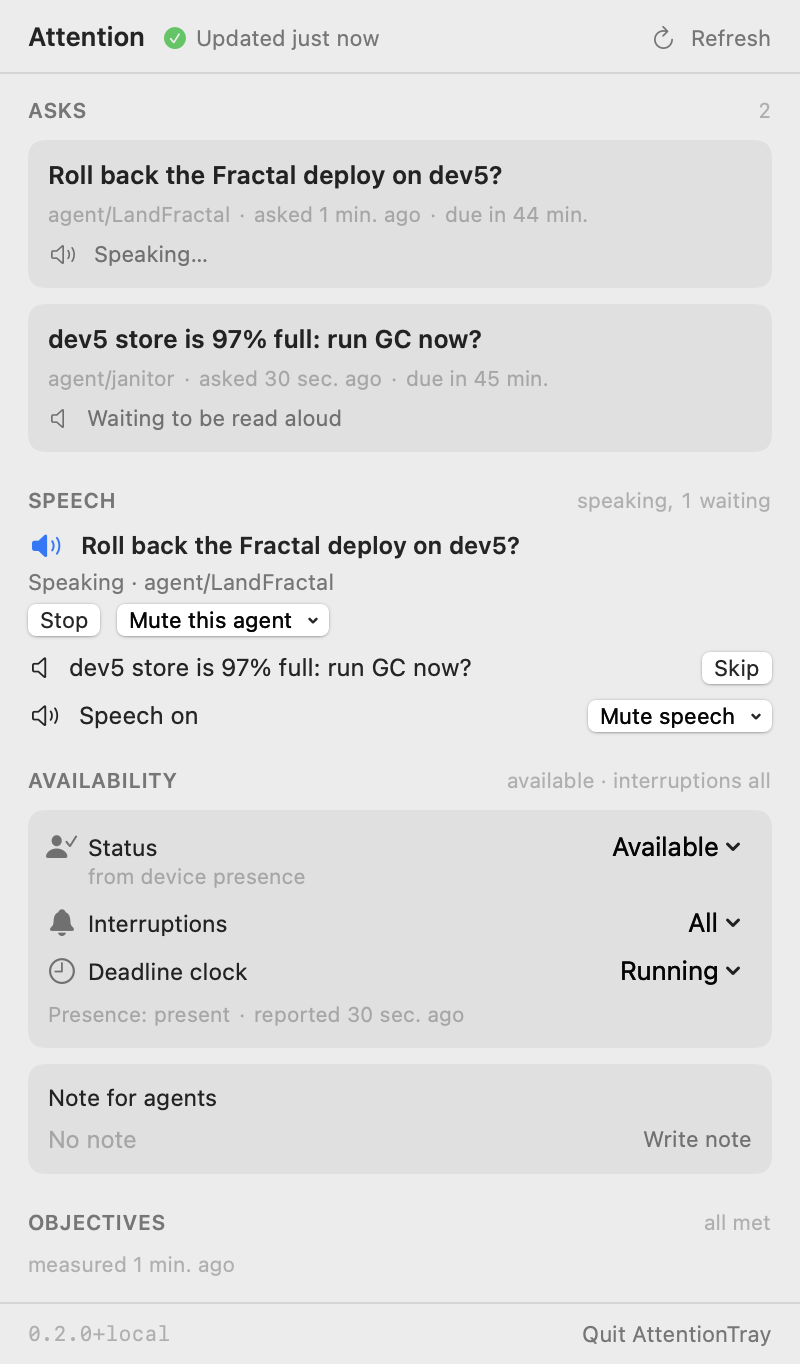 Attention Updated just now Refresh
ASKS 2
Roll back the Fractal deploy on dev5?
agent/LandFractal · asked 1 min. ago · due in 44 min.
Speaking…
dev5 store is 97% full: run GC now?
agent/janitor · asked 30 sec. ago · due in 45 min.
Waiting to be read aloud
SPEECH speaking, 1 waiting
Roll back the Fractal deploy on dev5?
Speaking · agent/LandFractal
Stop Mute this agent
dev5 store is 97% full: run GC now? Skip
Speech on Mute speech
AVAILABILITY available · interruptions all
Status Available
from device presence
Interruptions All
Deadline clock Running
Presence: present · reported 30 sec. ago
Note for agents
No note Write note
OBJECTIVES all met
measured 1 min. ago
0.2.0+local Quit AttentionTray